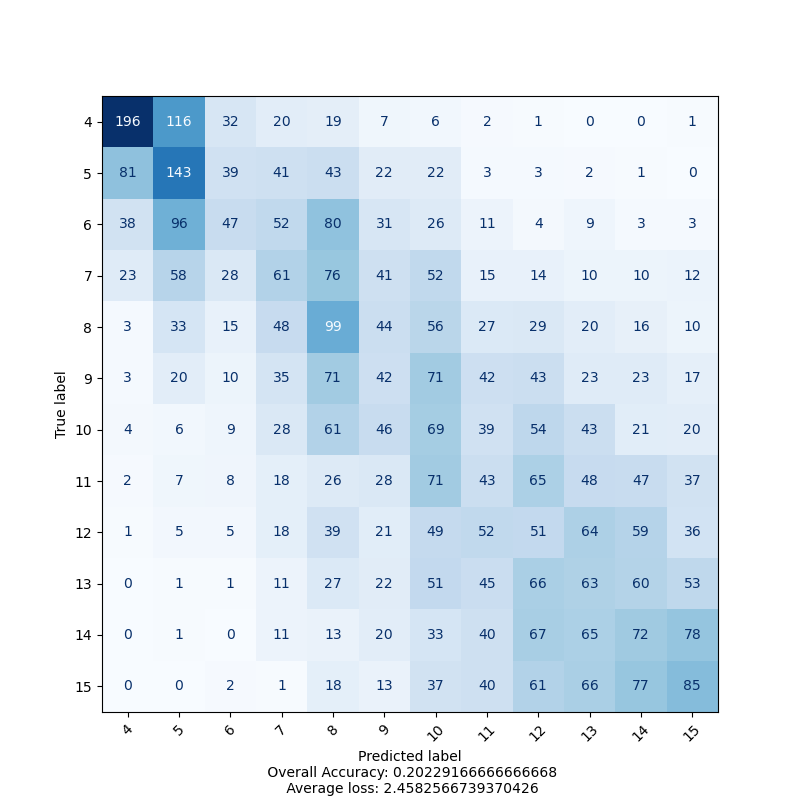 4 196 116 32 20 19 7 6 2 1 0 0 1
5 81 143 39 41 43 22 22 3 3 2 1 0
6 38 96 47 52 80 31 26 11 4 9 3 3
7 23 58 28 61 76 41 52 15 14 10 10 12
8 3 33 15 48 99 44 56 27 29 20 16 10
9 3 20 10 35 71 42 71 42 43 23 23 17
True label
10 4 6 9 28 61 46 69 39 54 43 21 20
11 2 7 8 18 26 28 71 43 65 48 47 37
12 1 5 5 18 39 21 49 52 51 64 59 36
13 0 1 1 11 27 22 51 45 66 63 60 53
14 0 1 0 11 13 20 33 40 67 65 72 78
15 0 0 2 1 18 13 37 40 61 66 77 85
4 5 6 7 8 9 10 11 12 13 14 15
Predicted label
Overall Accuracy: 0.20229166666666668
Average loss: 2.4582566739370426